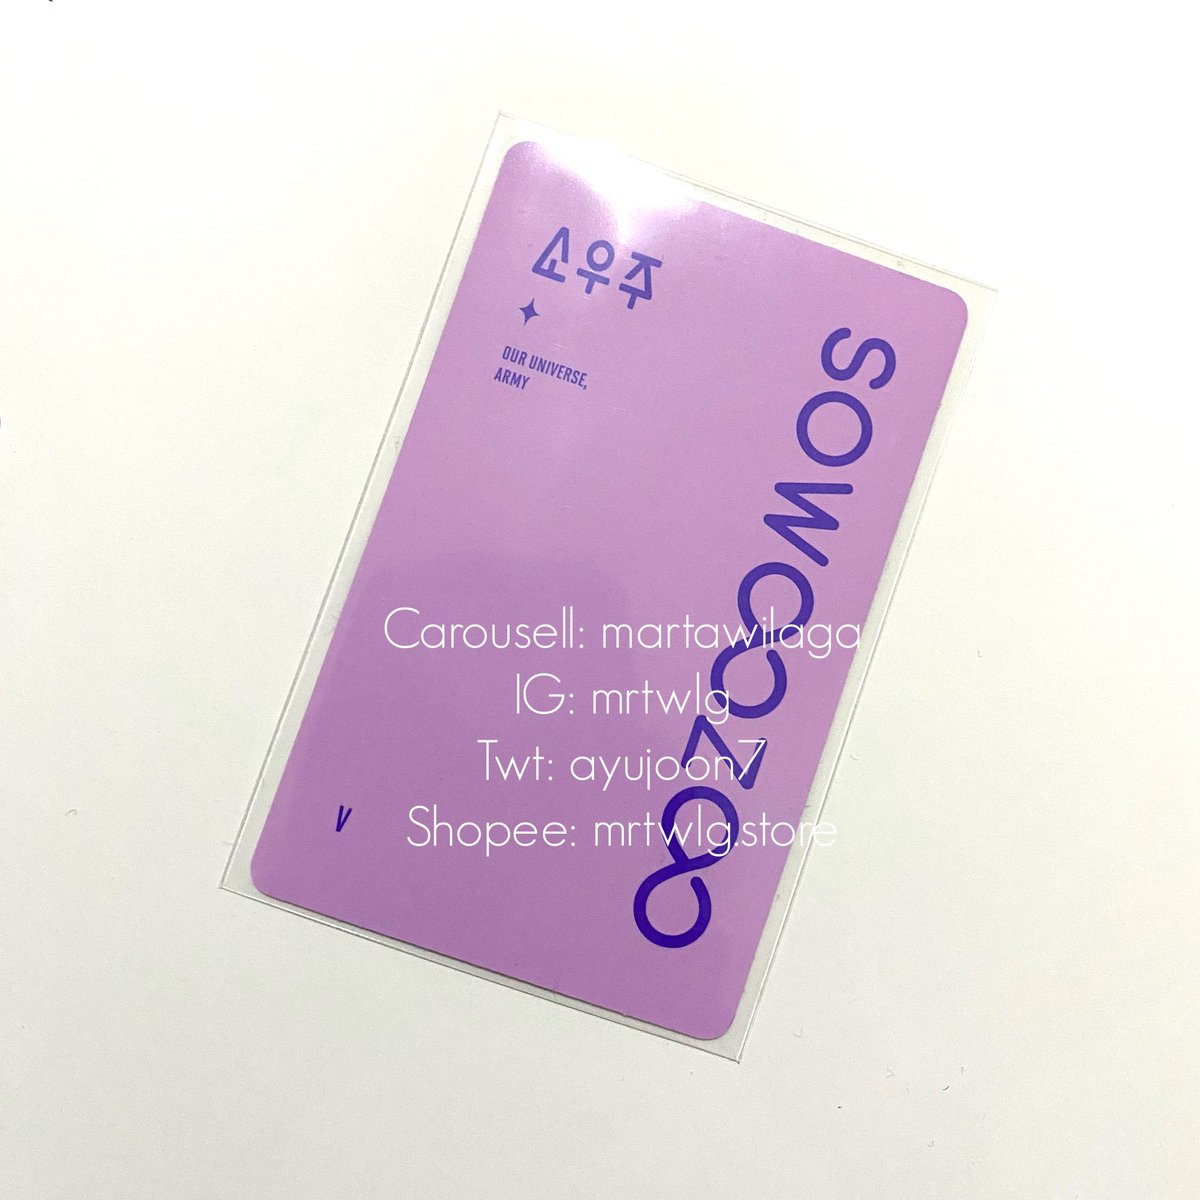 소우주
OUR UNIVERSE,
ARMY
SOWOOZOO
V
Carousell: martawilaga
IG: mrtwlg
Twt: ayujoon7
Shopee: mrtwlg.store